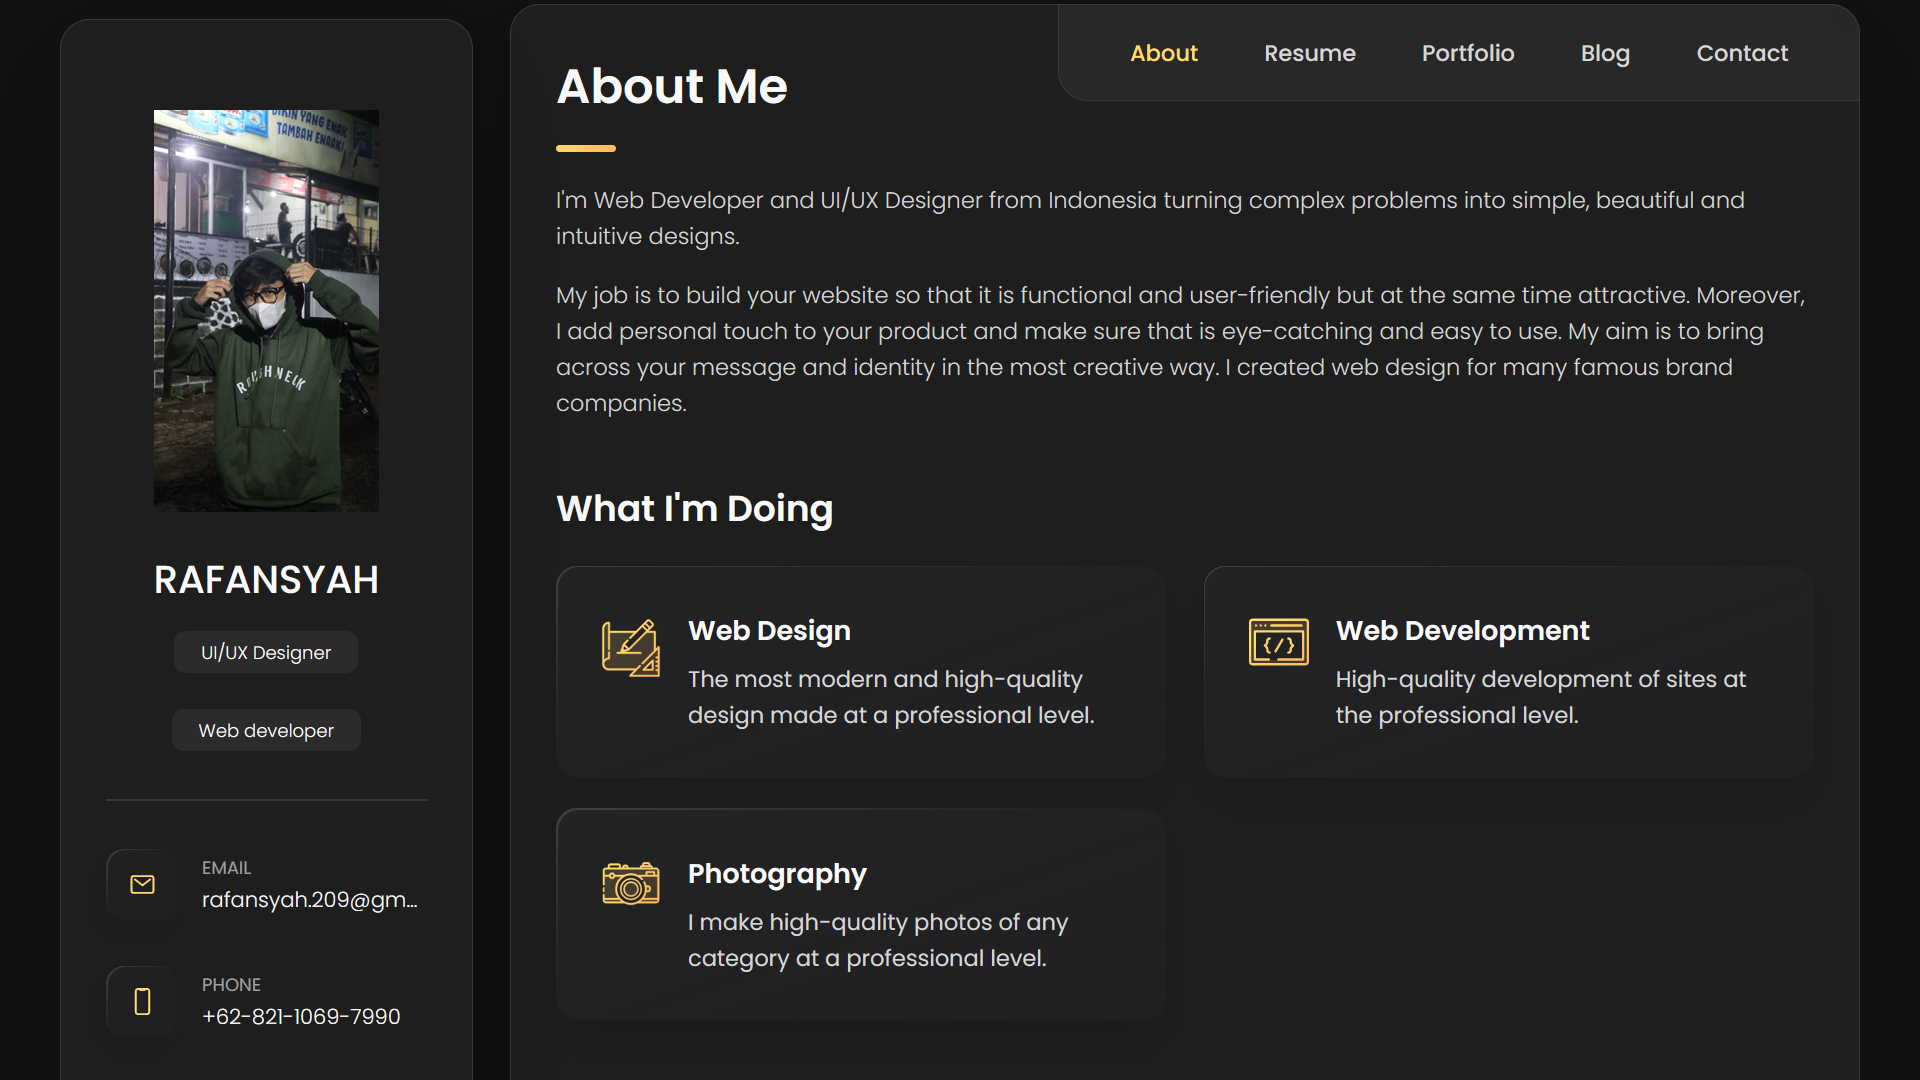 BIKIN YANG ENAK
TAMBAH ENAAK!
RAFANSYAH
UI/UX Designer
Web developer
EMAIL
rafansyah.209@gm...
PHONE
+62-821-1069-7990
About
Resume
Portfolio
Blog
Contact
About Me
I'm Web Developer and UI/UX Designer from Indonesia turning complex problems into simple, beautiful and
intuitive designs.
My job is to build your website so that it is functional and user-friendly but at the same time attractive. Moreover,
I add personal touch to your product and make sure that is eye-catching and easy to use. My aim is to bring
across your message and identity in the most creative way. I created web design for many famous brand
companies.
What I'm Doing
Web Design
The most modern and high-quality
design made at a professional level.
Web Development
High-quality development of sites at
the professional level.
Photography
I make high-quality photos of any
category at a professional level.